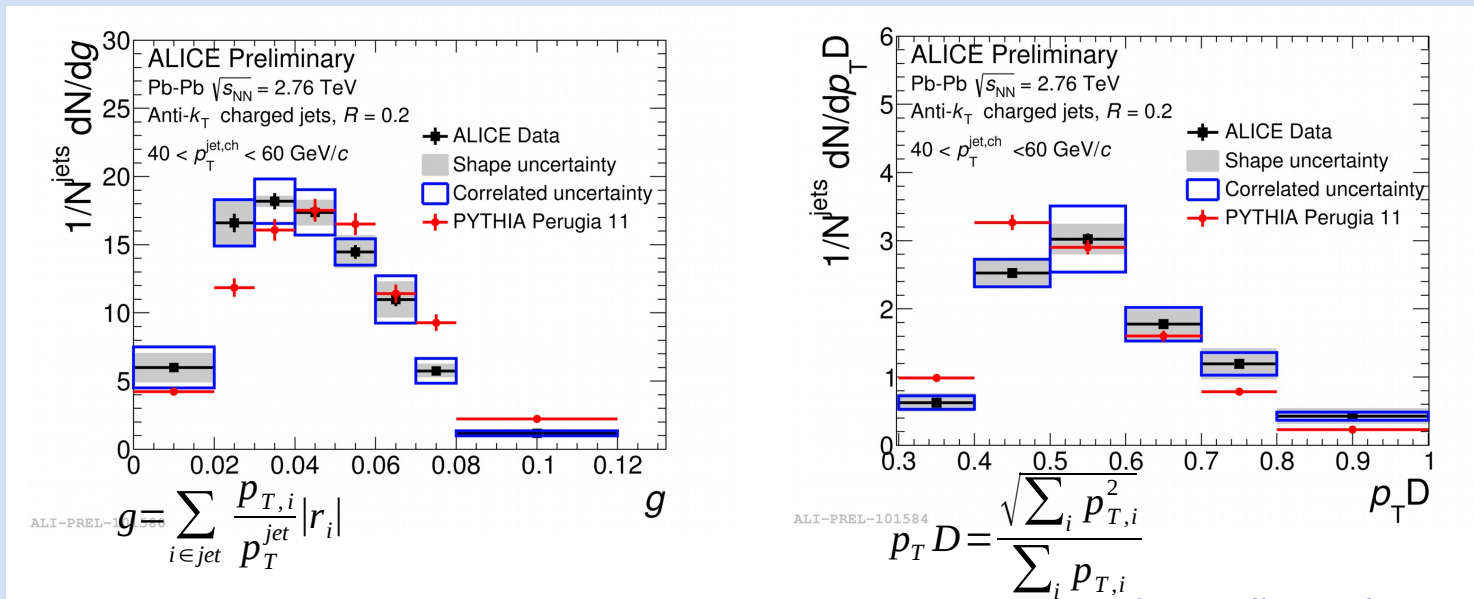 1/N^jets dN/dg
30
25
20
15
10
5
0
ALICE Preliminary
Pb-Pb √s_NN = 2.76 TeV
Anti-k_T charged jets, R = 0.2
40 < p_T^jet,ch < 60 GeV/c
ALICE Data
Shape uncertainty
Correlated uncertainty
PYTHIA Perugia 11
0 0.02 0.04 0.06 0.08 0.1 0.12
g
g = ∑_{i∈jet} p_{T,i}/p_T^{jet} |r_i|
1/N^jets dN/dp_TD
6
5
4
3
2
1
0
ALICE Preliminary
Pb-Pb √s_NN = 2.76 TeV
Anti-k_T charged jets, R = 0.2
40 < p_T^jet,ch <60 GeV/c
ALICE Data
Shape uncertainty
Correlated uncertainty
PYTHIA Perugia 11
0.3 0.4 0.5 0.6 0.7 0.8 0.9 1
p_TD
ALI-PREL-101584
p_T D = √(∑_i p_{T,i}^2) / ∑_i p_{T,i}